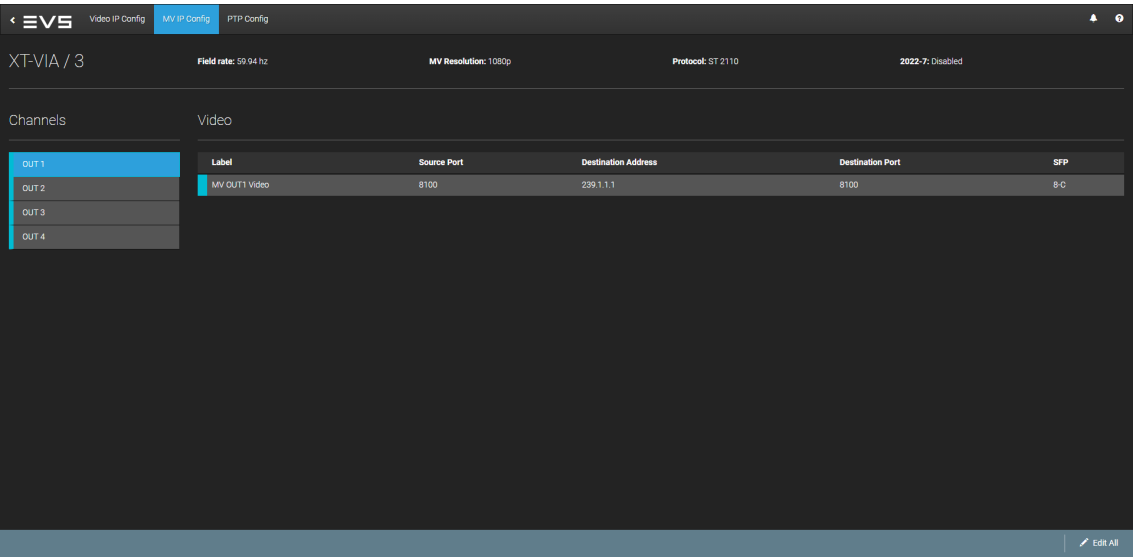 EVS Video IP Config MV IP Config PTP Config
XT-VIA / 3 Field rate: 59.94 hz MV Resolution: 1080p Protocol: ST 2110 2022-7: Disabled
Channels
OUT 1
OUT 2
OUT 3
OUT 4
Video
Label Source Port Destination Address Destination Port SFP
MV OUT1 Video 8100 239.1.1.1 8100 8-C
Edit All